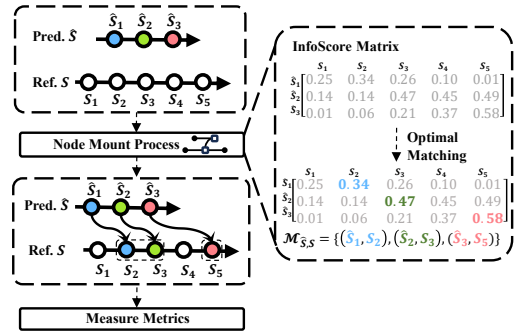 Ŝ₁ Ŝ₂ Ŝ₃
Pred. Ŝ
Ref. S
S₁ S₂ S₃ S₄ S₅
Node Mount Process
Ŝ₁ Ŝ₂ Ŝ₃
Pred. Ŝ
Ref. S
S₁ S₂ S₃ S₄ S₅
Measure Metrics
InfoScore Matrix
S₁ S₂ S₃ S₄ S₅
Ŝ₁ 0.25 0.34 0.26 0.10 0.01
Ŝ₂ 0.14 0.14 0.47 0.45 0.49
Ŝ₃ 0.01 0.06 0.21 0.37 0.58
Optimal
Matching
S₁ S₂ S₃ S₄ S₅
Ŝ₁ 0.25 0.34 0.26 0.10 0.01
Ŝ₂ 0.14 0.14 0.47 0.45 0.49
Ŝ₃ 0.01 0.06 0.21 0.37 0.58
ℳ_Ŝ,S = {(Ŝ₁, S₂), (Ŝ₂, S₃), (Ŝ₃, S₅)}